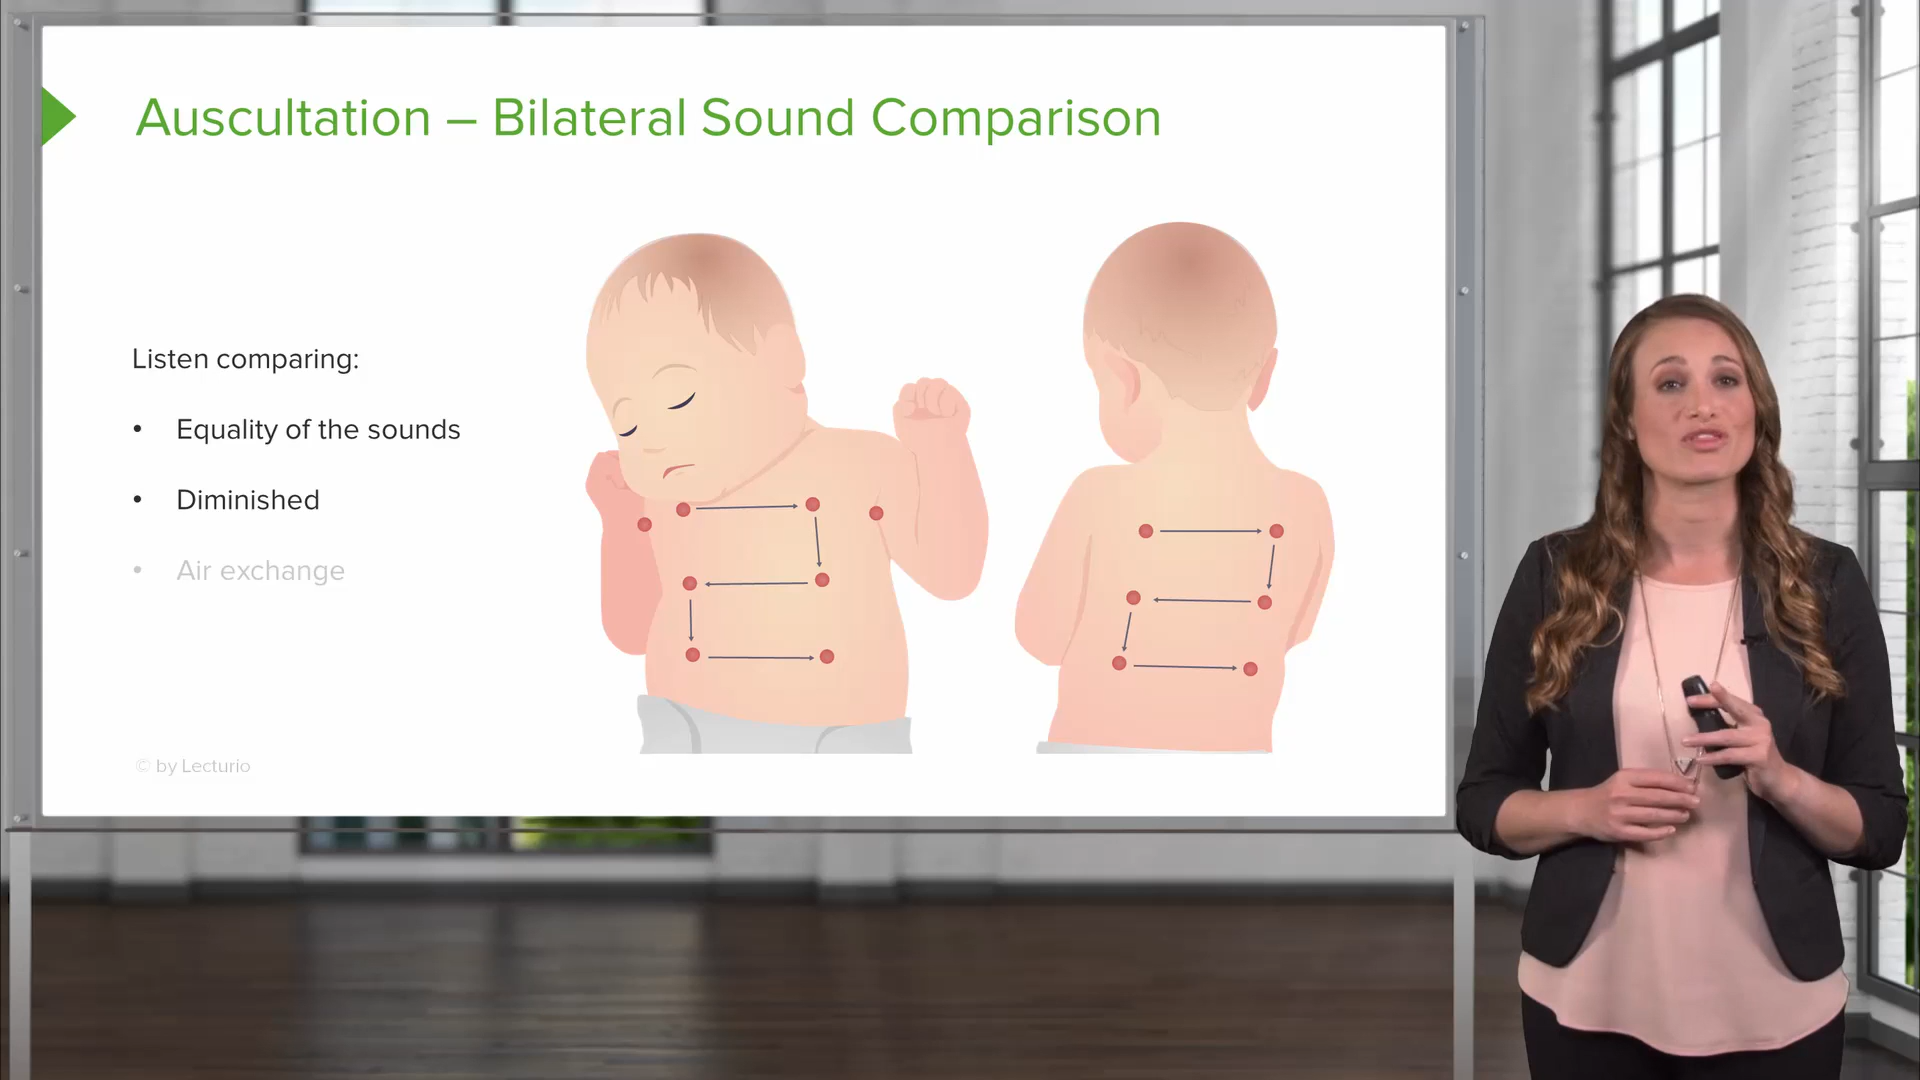 Auscultation – Bilateral Sound Comparison
Listen comparing:
• Equality of the sounds
• Diminished
• Air exchange
© by Lecturio